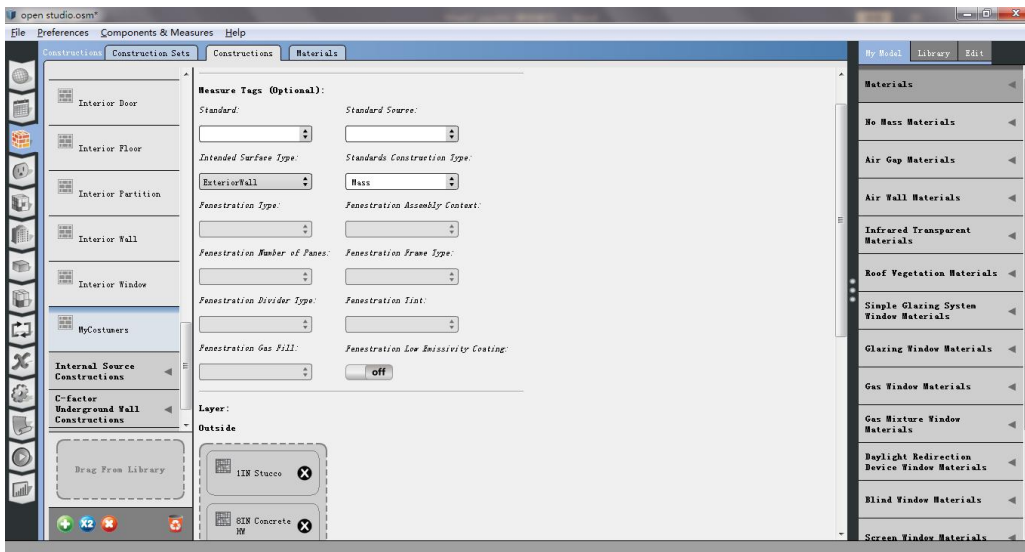 open studio.osm*
File Preferences Components & Measures Help
Constructions Construction Sets Constructions Materials
My Model Library Edit
Interior Door
Interior Floor
Interior Partition
Interior Wall
Interior Window
MyCostumers
Internal Source
Constructions
C-factor
Underground Wall
Constructions
Drag From Library
X2
Measure Tags (Optional):
Standard: Standard Source:
Intended Surface Type: Standards Construction Type:
ExteriorWall Mass
Fenestration Type: Fenestration Assembly Context:
Fenestration Number of Panes: Fenestration Frame Type:
Fenestration Divider Type: Fenestration Tint:
Fenestration Gas Fill: Fenestration Low Emissivity Coating:
off
Layer:
Outside
1IN Stucco
8IN Concrete
HW
Materials
No Mass Materials
Air Gap Materials
Air Wall Materials
Infrared Transparent
Materials
Roof Vegetation Materials
Simple Glazing System
Window Materials
Glazing Window Materials
Gas Window Materials
Gas Mixture Window
Materials
Daylight Redirection
Device Window Materials
Blind Window Materials
Screen Window Materials